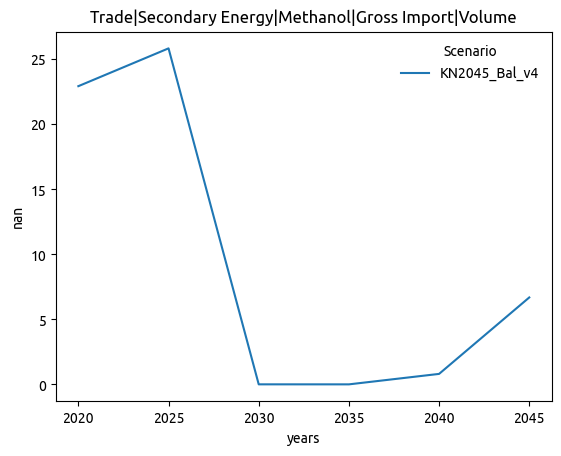 Trade|Secondary Energy|Methanol|Gross Import|Volume
Scenario
KN2045_Bal_v4
25
20
15
10
5
0
nan
2020 2025 2030 2035 2040 2045
years